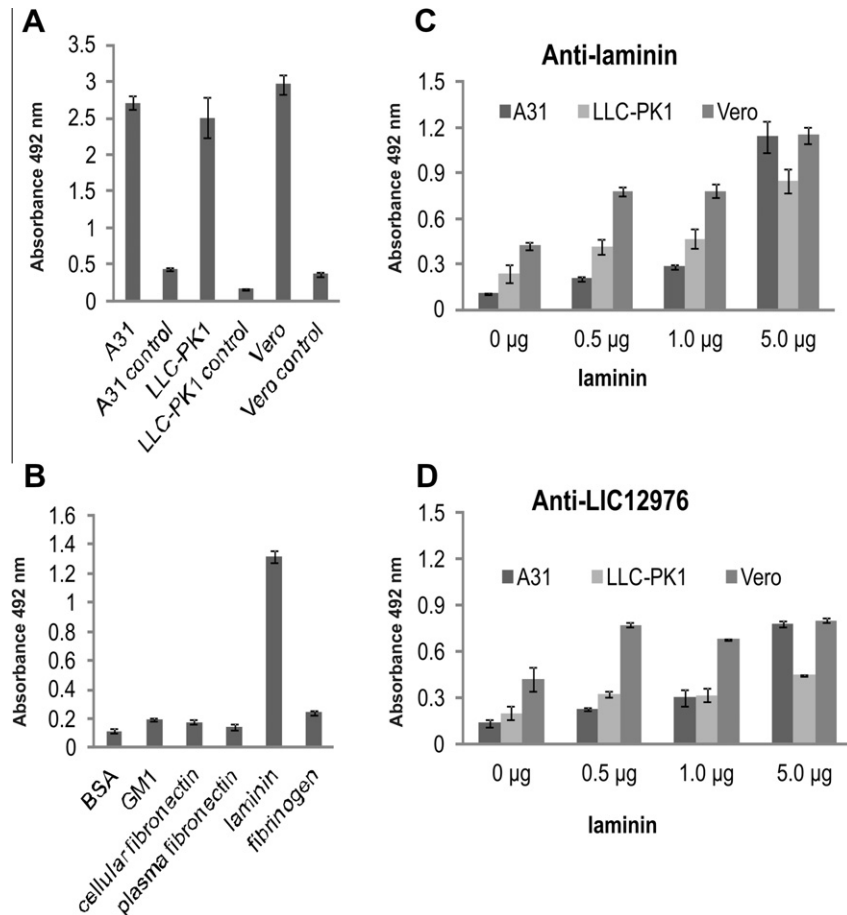 A
Absorbance 492 nm
3.5
3
2.5
2
1.5
1
0.5
0
A31
A31 control
LLC-PK1
LLC-PK1 control
Vero
Vero control
B
Absorbance 492 nm
1.6
1.4
1.2
1
0.8
0.6
0.4
0.2
0
BSA
GM1
cellular fibronectin
plasma fibronectin
laminin
fibrinogen
C
Anti-laminin
Absorbance 492 nm
1.5
1.2
0.9
0.6
0.3
0
A31 LLC-PK1 Vero
0 µg 0.5 µg 1.0 µg 5.0 µg
laminin
D
Anti-LIC12976
Absorbance 492 nm
1.5
1.2
0.9
0.6
0.3
0
A31 LLC-PK1 Vero
0 µg 0.5 µg 1.0 µg 5.0 µg
laminin